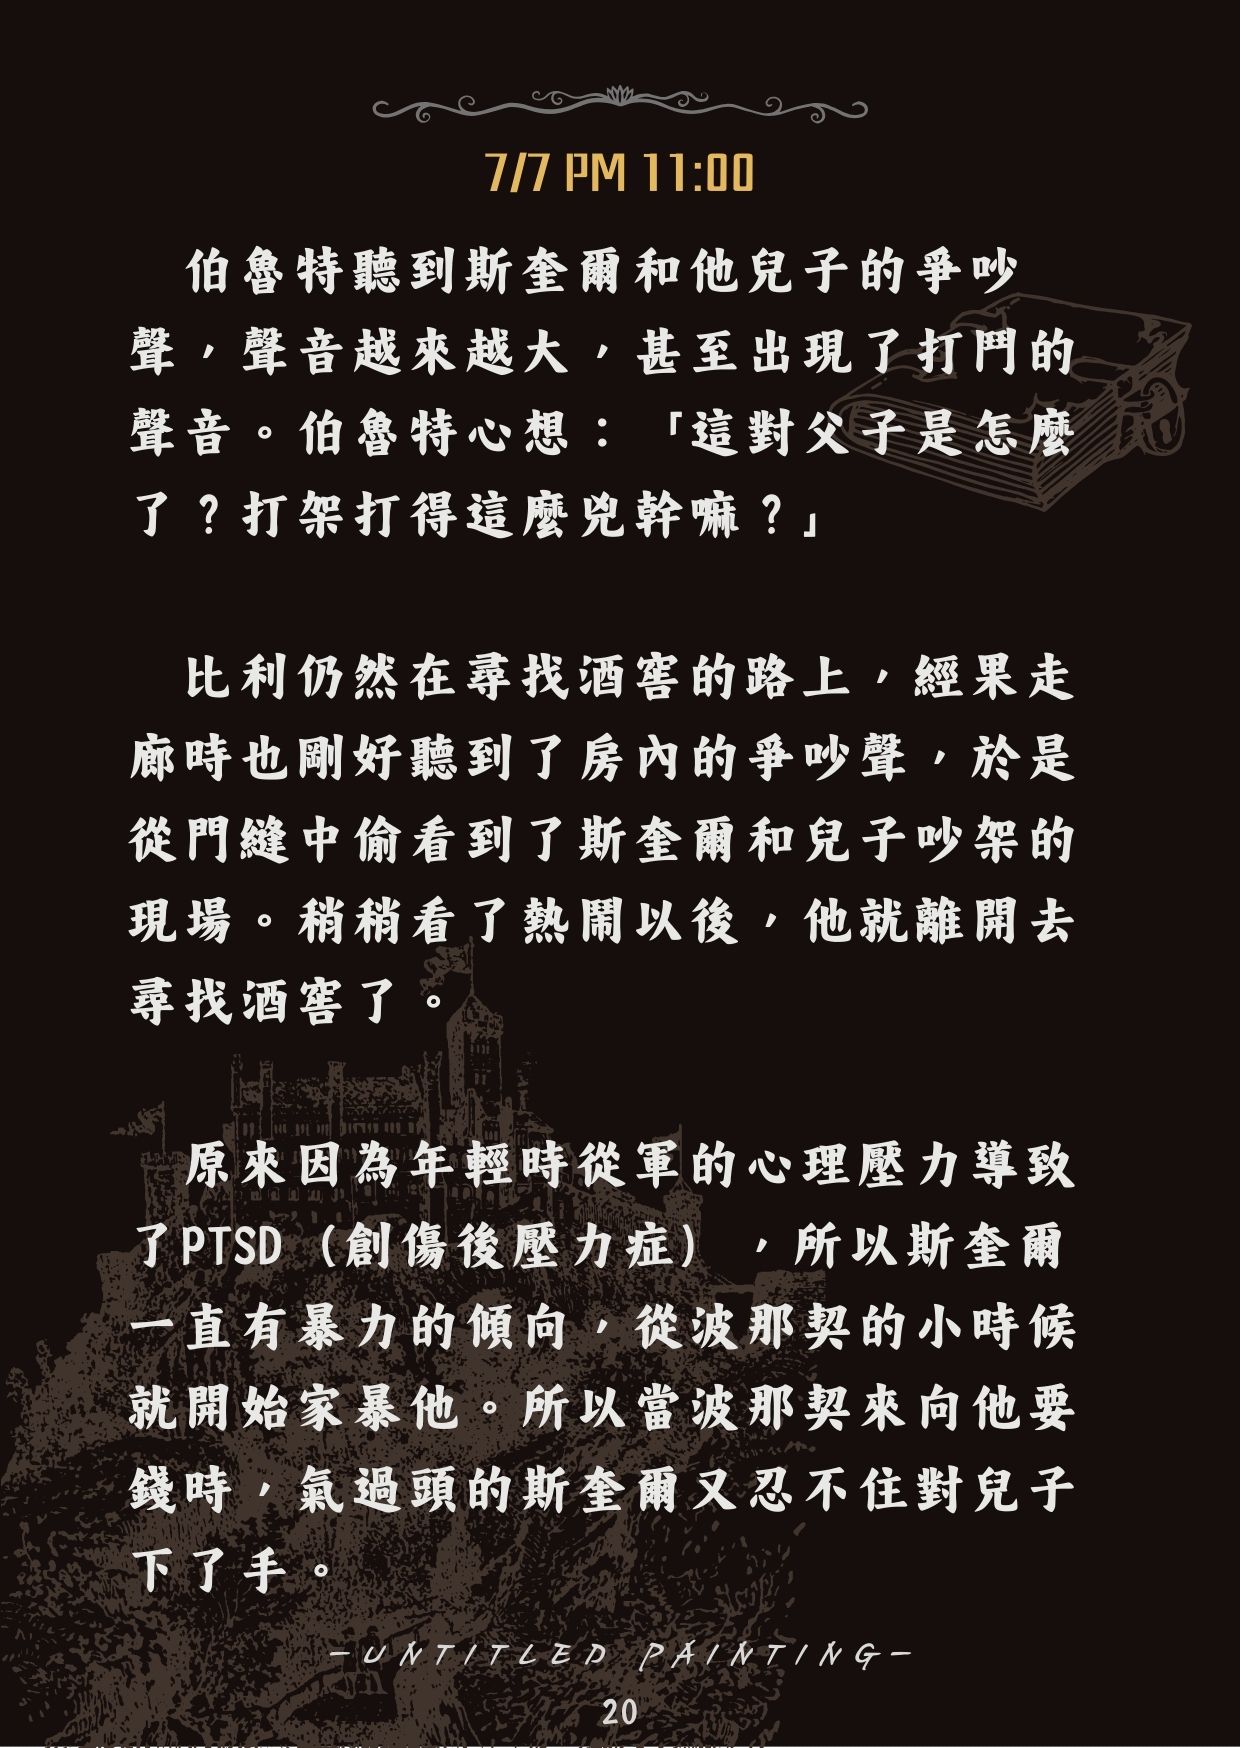 7/7 PM 11:00
伯魯特聽到斯奎爾和他兒子的爭吵
聲，聲音越來越大，甚至出現了打鬥的
聲音。伯魯特心想：「這對父子是怎麼
了？打架打得這麼兇幹嘛？」
比利仍然在尋找酒窖的路上，經果走
廊時也剛好聽到了房內的爭吵聲，於是
從門縫中偷看到了斯奎爾和兒子吵架的
現場。稍稍看了熱鬧以後，他就離開去
尋找酒窖了。
原來因為年輕時從軍的心理壓力導致
了PTSD（創傷後壓力症），所以斯奎爾
一直有暴力的傾向，從波那契的小時候
就開始家暴他。所以當波那契來向他要
錢時，氣過頭的斯奎爾又忍不住對兒子
下了手。
—UNTITLED PAINTING—
20